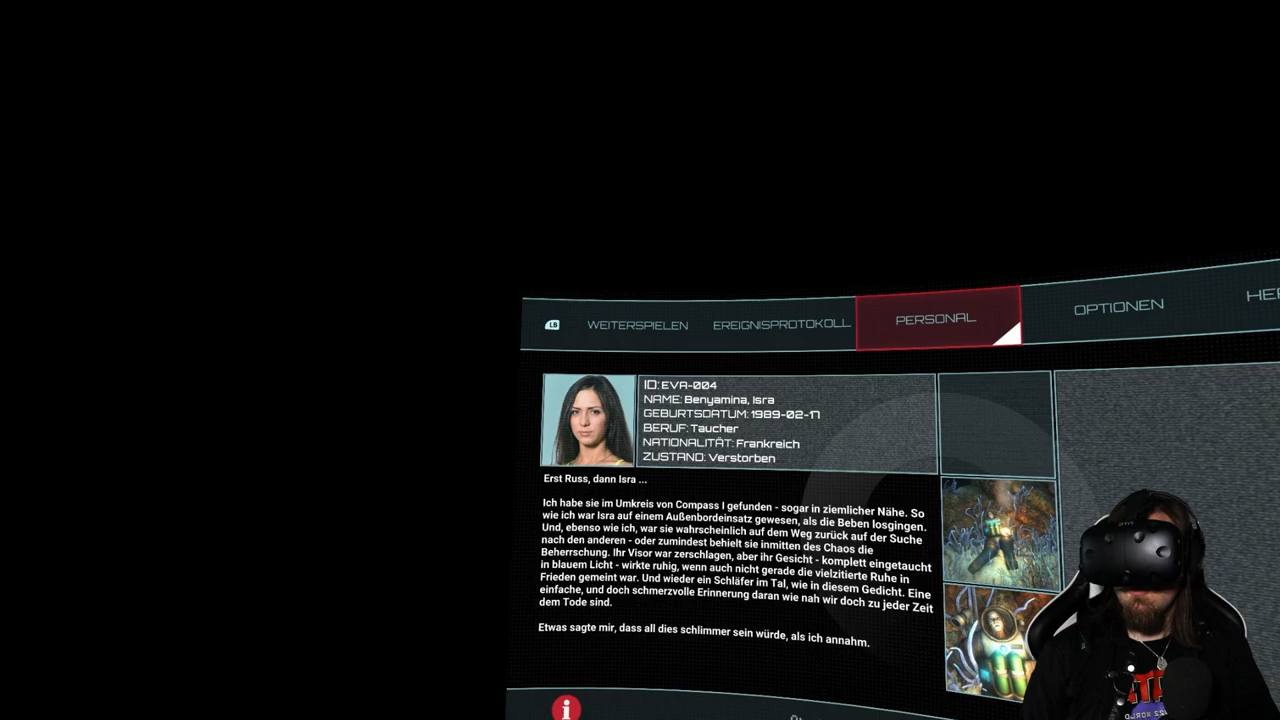 LB WEITERSPIELEN EREIGNISPROTOKOLL PERSONAL OPTIONEN
ID: EVA-004
NAME: Benyamina, Isra
GEBURTSDATUM: 1989-02-17
BERUF: Taucher
NATIONALITÄT: Frankreich
ZUSTAND: Verstorben
Erst Russ, dann Isra ...
Ich habe sie im Umkreis von Compass I gefunden - sogar in ziemlicher Nähe. So
wie ich war Isra auf einem Außenbordeinsatz gewesen, als die Beben losgingen.
Und, ebenso wie ich, war sie wahrscheinlich auf dem Weg zurück auf der Suche
nach den anderen - oder zumindest behielt sie inmitten des Chaos die
Beherrschung. Ihr Visor war zerschlagen, aber ihr Gesicht - komplett eingetaucht
in blauem Licht - wirkte ruhig, wenn auch nicht gerade die vielzitierte Ruhe in
Frieden gemeint war. Und wieder ein Schläfer im Tal, wie in diesem Gedicht. Eine
einfache, und doch schmerzvolle Erinnerung daran wie nah wir doch zu jeder Zeit
dem Tode sind.
Etwas sagte mir, dass all dies schlimmer sein würde, als ich annahm.